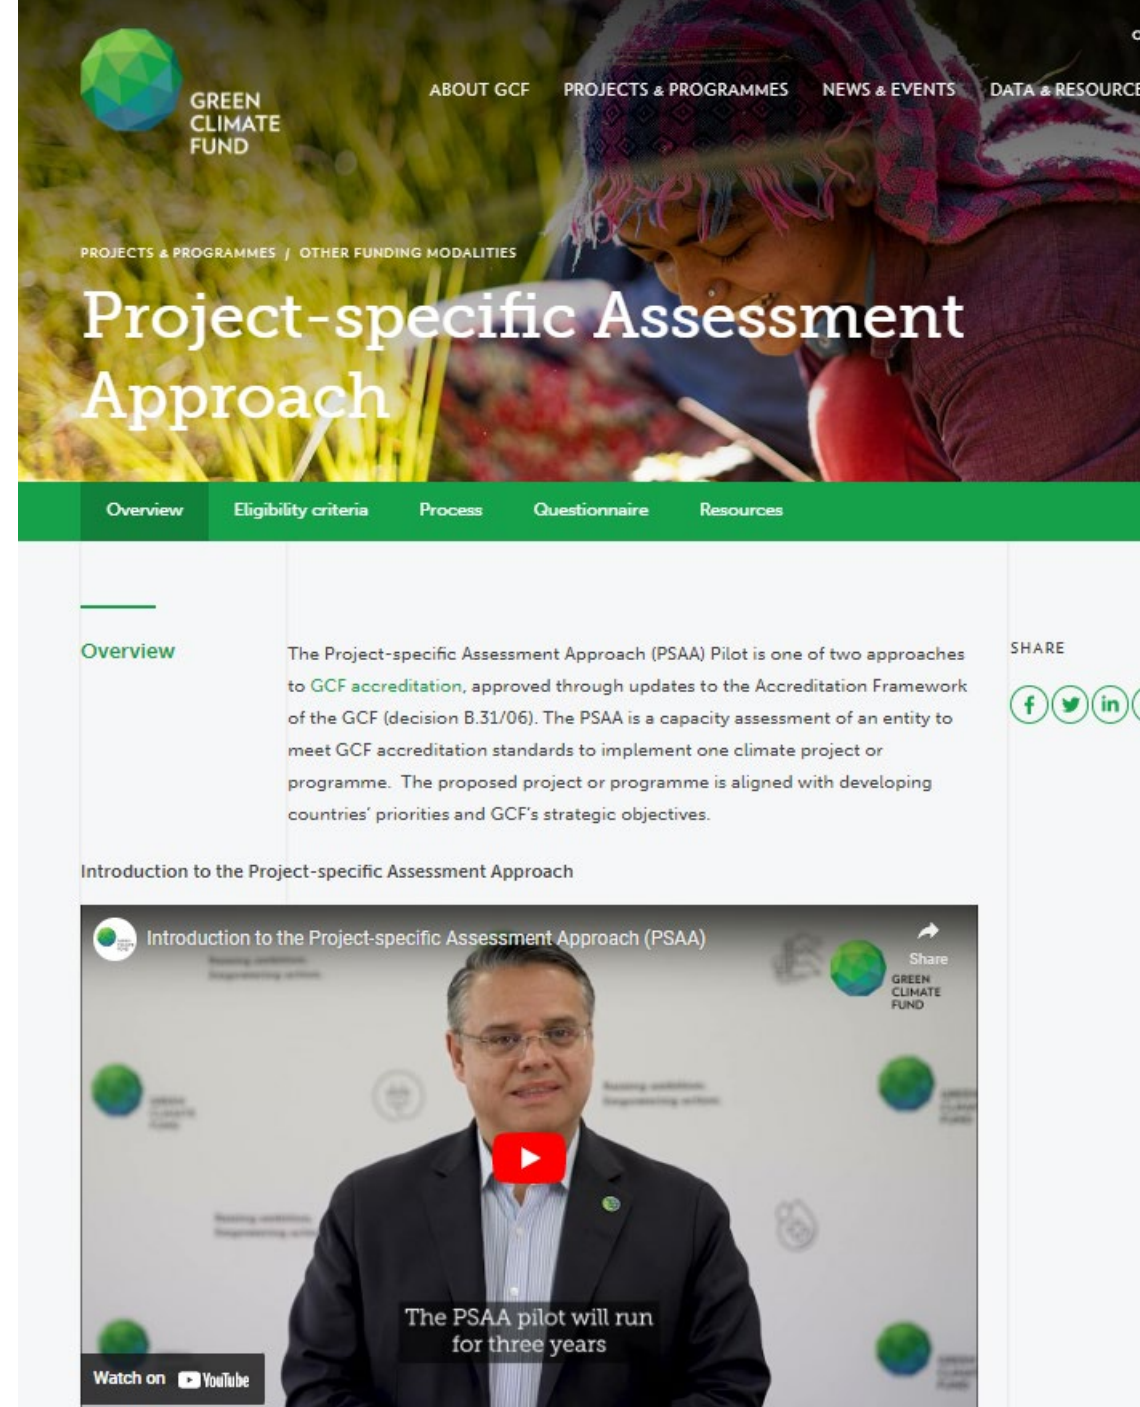 GREEN
CLIMATE
FUND
ABOUT GCF PROJECTS & PROGRAMMES NEWS & EVENTS DATA & RESOURCE
PROJECTS & PROGRAMMES / OTHER FUNDING MODALITIES
Project-specific Assessment
Approach
Overview Eligibility criteria Process Questionnaire Resources
Overview
The Project-specific Assessment Approach (PSAA) Pilot is one of two approaches
to GCF accreditation, approved through updates to the Accreditation Framework
of the GCF (decision B.31/06). The PSAA is a capacity assessment of an entity to
meet GCF accreditation standards to implement one climate project or
programme.  The proposed project or programme is aligned with developing
countries' priorities and GCF's strategic objectives.
SHARE
f in
Introduction to the Project-specific Assessment Approach
Introduction to the Project-specific Assessment Approach (PSAA)
Share
GREEN
CLIMATE
FUND
Raising ambition.
Empowering action.
The PSAA pilot will run
for three years
Watch on YouTube